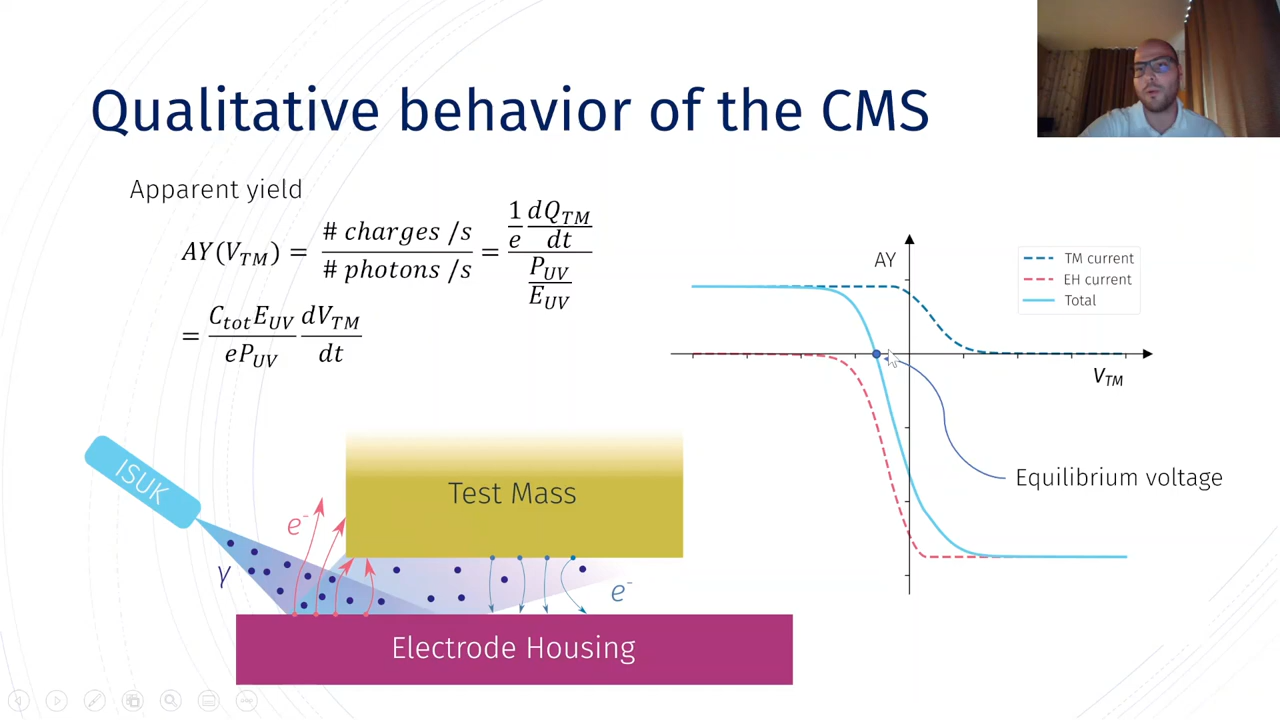 Qualitative behavior of the CMS
Apparent yield
AY(V_TM) = # charges /s / # photons /s = (1/e dQ_TM/dt) / (P_UV/E_UV)
= C_tot E_UV / e P_UV dV_TM/dt
AY
TM current
EH current
Total
V_TM
Equilibrium voltage
ISUK
Test Mass
e⁻
γ
e⁻
Electrode Housing